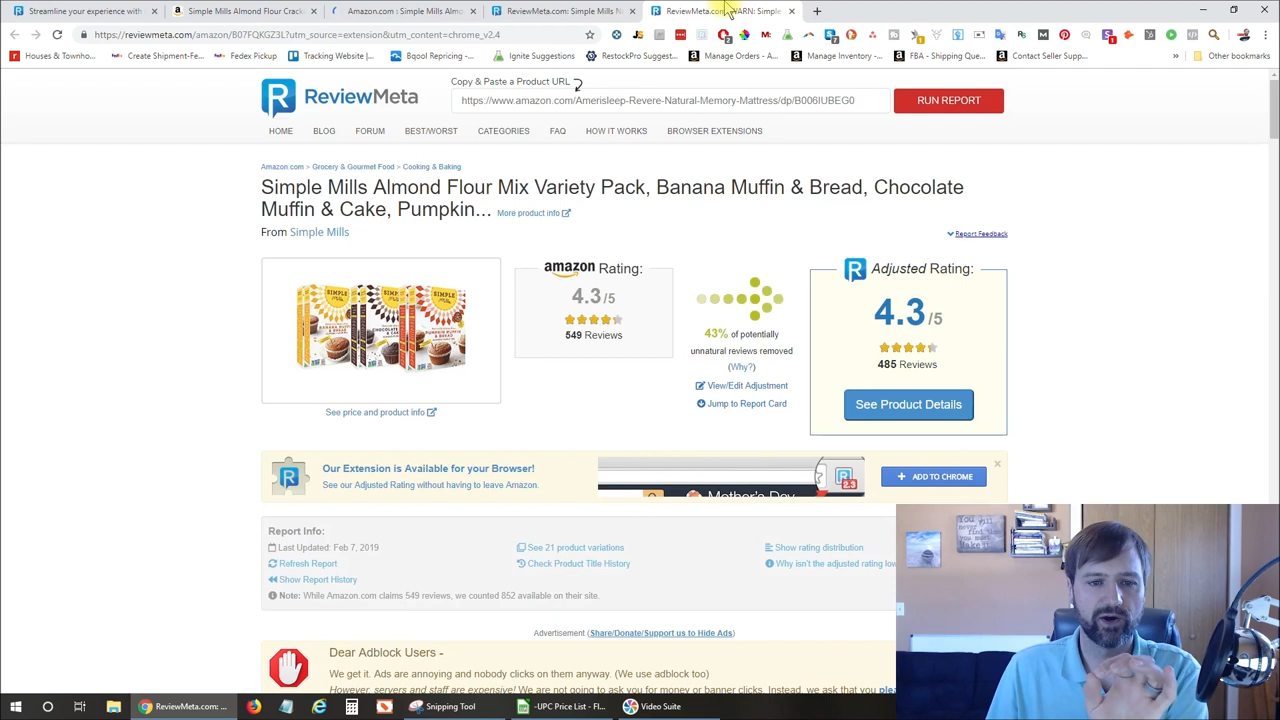 Stream your experience with
Simple Mills Almond Flour Crack
Amazon.com : Simple Mills Almo
ReviewMeta.com: Simple Mills N
ReviewMeta.com: WARN: Simple
https://reviewmeta.com/amazon/B07FQKGZ3L?utm_source=extension&utm_content=chrome_v2.4
Houses & Townho...
Create Shipment-Fe...
Fedex Pickup
Tracking Website |...
Bqool Repricing -...
Ignite Suggestions
RestockPro Suggest...
Manage Orders - A...
Manage Inventory...
FBA - Shipping Que...
Contact Seller Supp...
»
Other bookmarks
ReviewMeta
Copy & Paste a Product URL
https://www.amazon.com/Amerisleep-Revere-Natural-Memory-Mattress/dp/B006IUBEG0
RUN REPORT
HOME BLOG FORUM BEST/WORST CATEGORIES FAQ HOW IT WORKS BROWSER EXTENSIONS
Amazon.com > Grocery & Gourmet Food > Cooking & Baking
Simple Mills Almond Flour Mix Variety Pack, Banana Muffin & Bread, Chocolate
Muffin & Cake, Pumpkin... More product info
From Simple Mills
Report Feedback
See price and product info
amazon Rating:
4.3/5
549 Reviews
43% of potentially
unnatural reviews removed
(Why?)
View/Edit Adjustment
Jump to Report Card
Adjusted Rating:
4.3/5
485 Reviews
See Product Details
Our Extension is Available for your Browser!
See our Adjusted Rating without having to leave Amazon.
Mother's Day
2.3
+ ADD TO CHROME
Report Info:
Last Updated: Feb 7, 2019
Refresh Report
Show Report History
See 21 product variations
Check Product Title History
Show rating distribution
Why isn't the adjusted rating low
Note: While Amazon.com claims 549 reviews, we counted 852 available on their site.
Advertisement (Share/Donate/Support us to Hide Ads)
Dear Adblock Users -
We get it. Ads are annoying and nobody clicks on them anyway. (We use adblock too)
However, servers and staff are expensive! We are not going to ask you for money or banner clicks. Instead, we ask that you ple
ReviewMeta.com: ...
Snipping Tool
-UPC Price List - Fl...
Video Suite